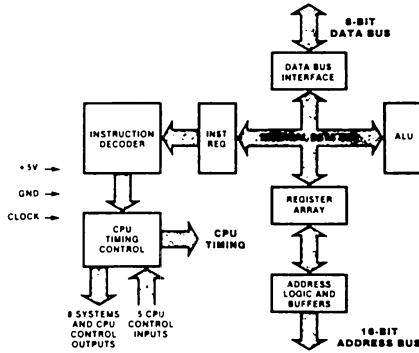 8-BIT
DATA BUS
DATA BUS
INTERFACE
INSTRUCTION
DECODER
INST
REG
ALU
+5V
GND
CLOCK
REGISTER
ARRAY
CPU
TIMING
CONTROL
CPU
TIMING
ADDRESS
LOGIC AND
BUFFERS
8 SYSTEMS
AND CPU
CONTROL
OUTPUTS
5 CPU
CONTROL
INPUTS
16-BIT
ADDRESS BUS